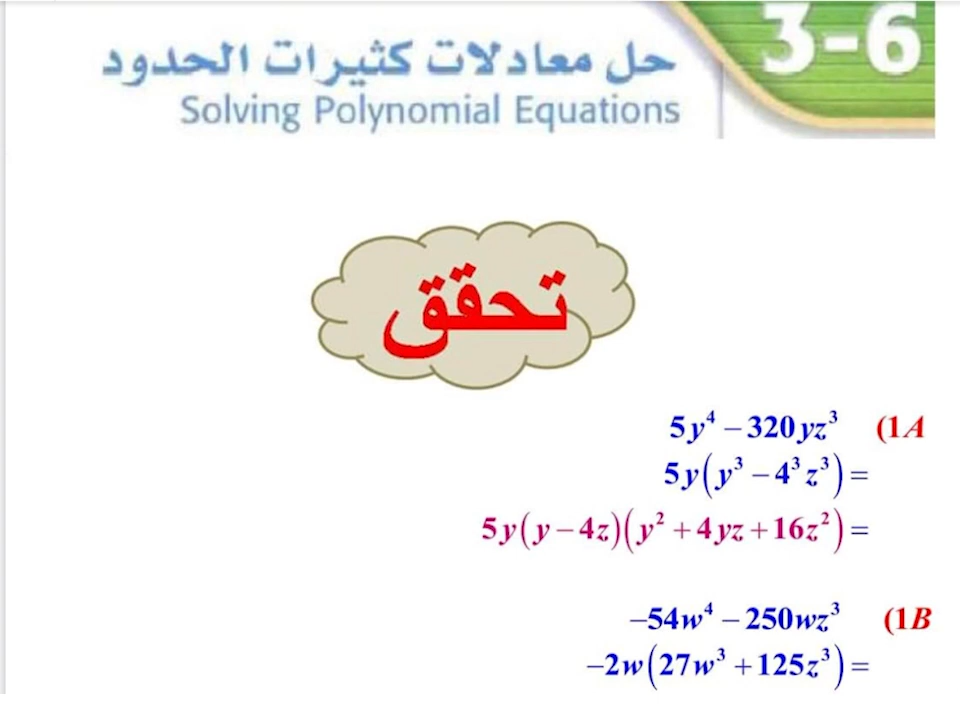 3-6
حل معادلات كثيرات الحدود
Solving Polynomial Equations
تحقق
5y⁴ − 320yz³ (1A
5y(y³ − 4³z³) =
5y(y − 4z)(y² + 4yz + 16z²) =
−54w⁴ − 250wz³ (1B
−2w(27w³ + 125z³) =